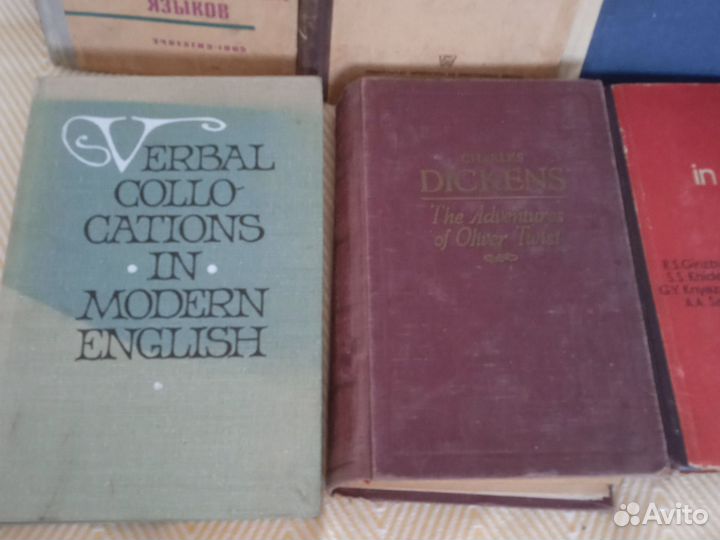 ЯЗЫКОВ
VERBAL
COLLO-
CATIONS
·IN·
MODERN
ENGLISH
CHARLES
DICKENS
The Adventures
of Oliver Twist
in
R.S.
S.S.
G.Y.
A.A.
Avito